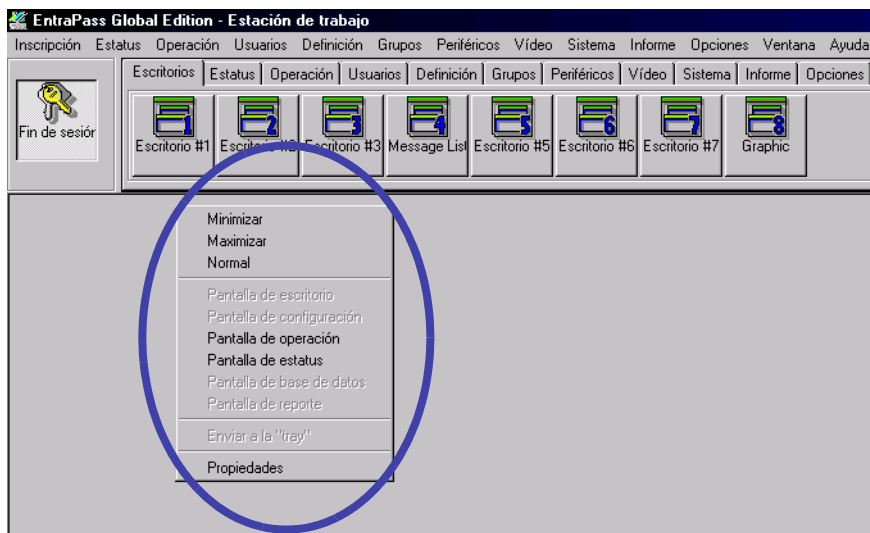 EntraPass Global Edition - Estación de trabajo
Inscripción Estatus Operación Usuarios Definición Grupos Periféricos Vídeo Sistema Informe Opciones Ventana Ayuda
Escritorios Estatus Operación Usuarios Definición Grupos Periféricos Vídeo Sistema Informe Opciones
1 2 3 4 5 6 7 8
Fin de sesiór Escritorio #1 Escritorio #2 Escritorio #3 Message List Escritorio #5 Escritorio #6 Escritorio #7 Graphic
Minimizar
Maximizar
Normal
Pantalla de escritorio
Pantalla de configuración
Pantalla de operación
Pantalla de estatus
Pantalla de base de datos
Pantalla de reporte
Enviar a la "tray"
Propiedades